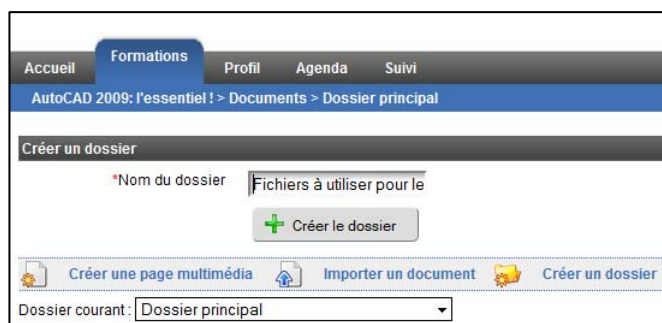 Accueil Formations Profil Agenda Suivi
AutoCAD 2009: l'essentiel ! > Documents > Dossier principal
Créer un dossier
*Nom du dossier Fichiers à utiliser pour le
Créer le dossier
Créer une page multimédia Importer un document Créer un dossier
Dossier courant : Dossier principal